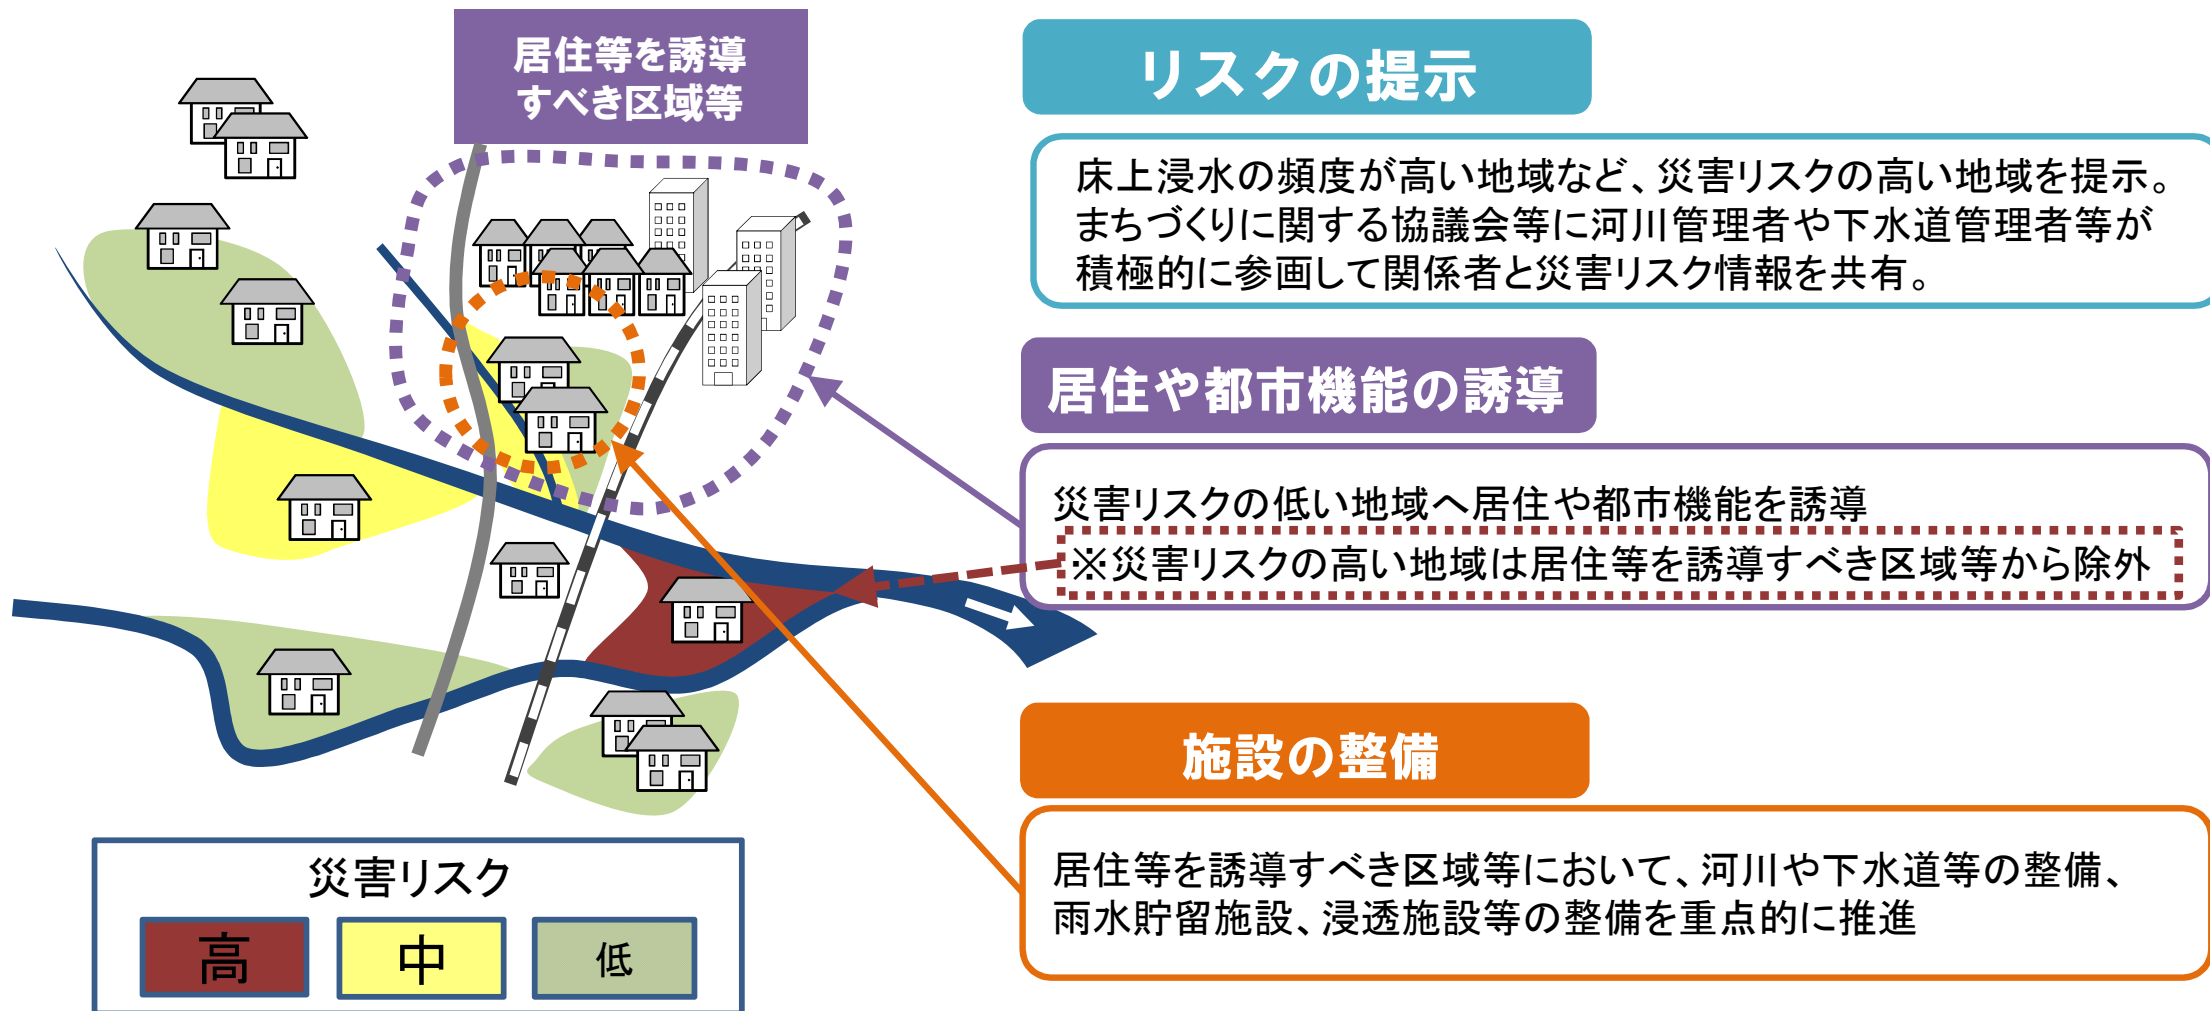 居住等を誘導
すべき区域等
リスクの提示
床上浸水の頻度が高い地域など、災害リスクの高い地域を提示。
まちづくりに関する協議会等に河川管理者や下水道管理者等が
積極的に参画して関係者と災害リスク情報を共有。
居住や都市機能の誘導
災害リスクの低い地域へ居住や都市機能を誘導
※災害リスクの高い地域は居住等を誘導すべき区域等から除外
施設の整備
居住等を誘導すべき区域等において、河川や下水道等の整備、
雨水貯留施設、浸透施設等の整備を重点的に推進
災害リスク
高 中 低